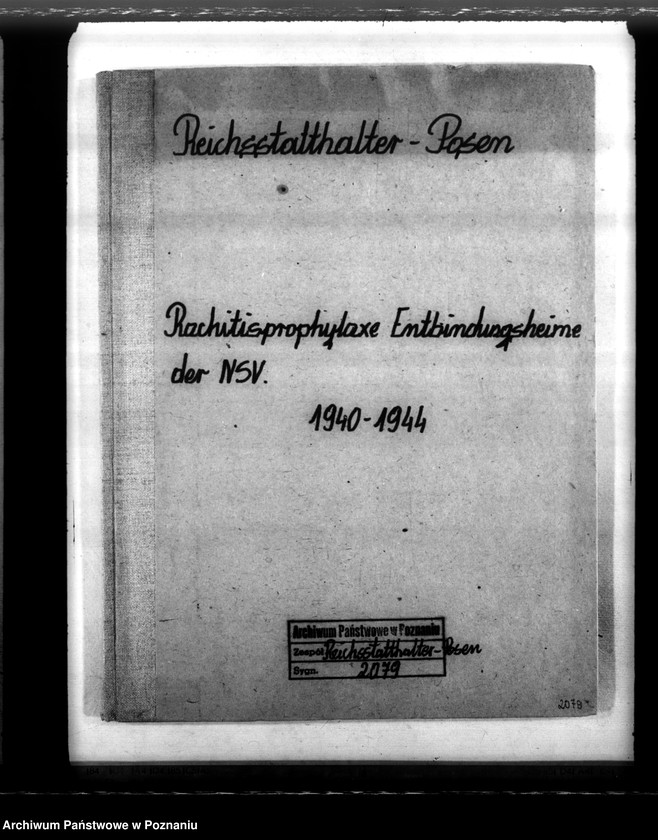 Reichsstatthalter - Posen
Rachitisprophylaxe Entbindungsheime
der NSV.
1940-1944
Archiwum Państwowe w Poznaniu
Zespół Reichsstatthalter-Posen
Sygn. 2079
2079
Archiwum Państwowe w Poznaniu